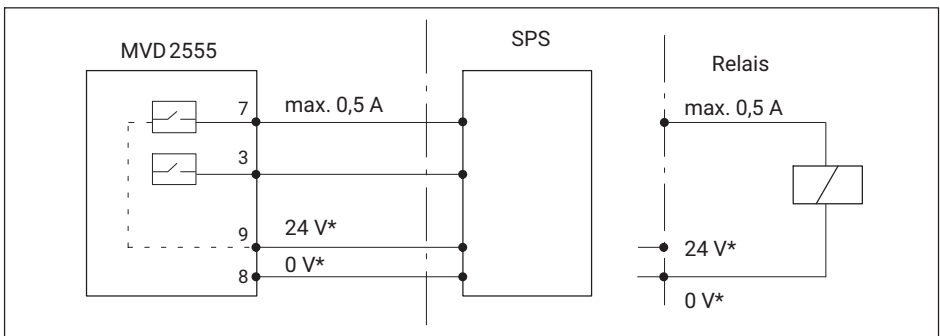 MVD 2555
SPS
Relais
7
max. 0,5 A
max. 0,5 A
3
9
24 V*
24 V*
8
0 V*
0 V*